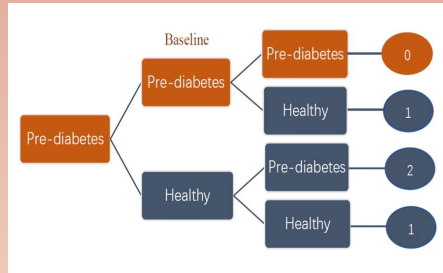 Baseline
Pre-diabetes
0
Pre-diabetes
Healthy
1
Pre-diabetes
Pre-diabetes
2
Healthy
Healthy
1